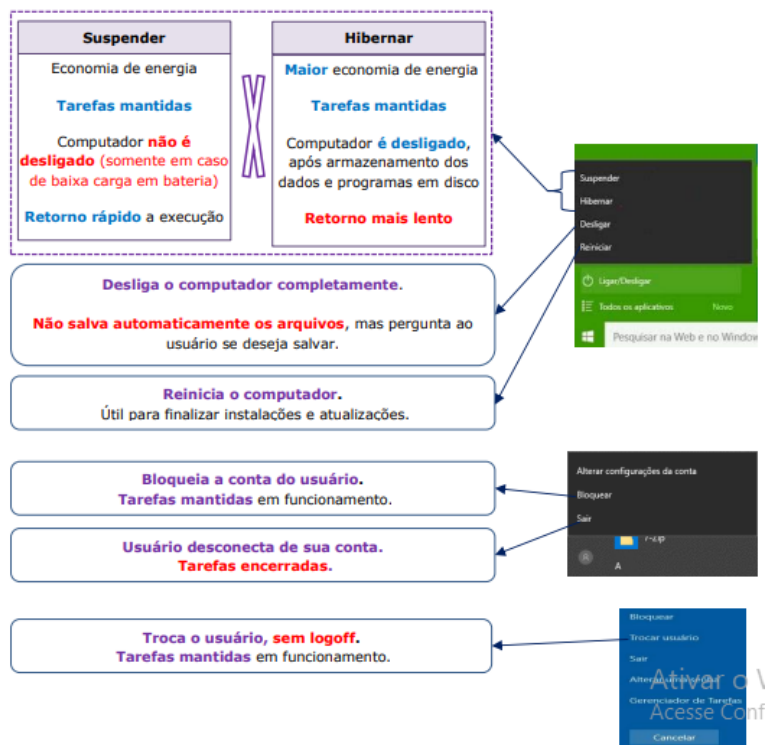 Suspender
Economia de energia
Tarefas mantidas
Computador não é
desligado (somente em caso
de baixa carga em bateria)
Retorno rápido a execução
Hibernar
Maior economia de energia
Tarefas mantidas
Computador é desligado,
após armazenamento dos
dados e programas em disco
Retorno mais lento
Suspender
Hibernar
Desligar
Reiniciar
Ligar/Desligar
Todos os aplicativos Novo
Pesquisar na Web e no Window
Desliga o computador completamente.
Não salva automaticamente os arquivos, mas pergunta ao
usuário se deseja salvar.
Reinicia o computador.
Útil para finalizar instalações e atualizações.
Bloqueia a conta do usuário.
Tarefas mantidas em funcionamento.
Usuário desconecta de sua conta.
Tarefas encerradas.
Alterar configurações da conta
Bloquear
Sair
7-Zip
A
Troca o usuário, sem logoff.
Tarefas mantidas em funcionamento.
Bloquear
Trocar usuário
Sair
Alterar uma senha
Gerenciador de Tarefas
Cancelar
Ativar o
Acesse Conf